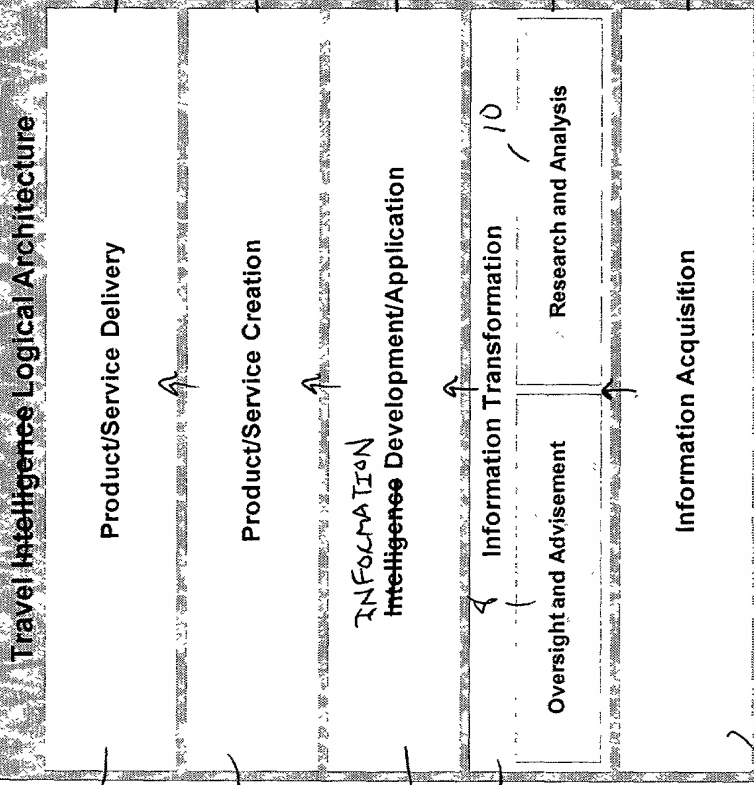 Travel Intelligence Logical Architecture
Product/Service Delivery
Product/Service Creation
INFORMATION
Intelligence Development/Application
Information Transformation
8
10
Oversight and Advisement
Research and Analysis
Information Acquisition